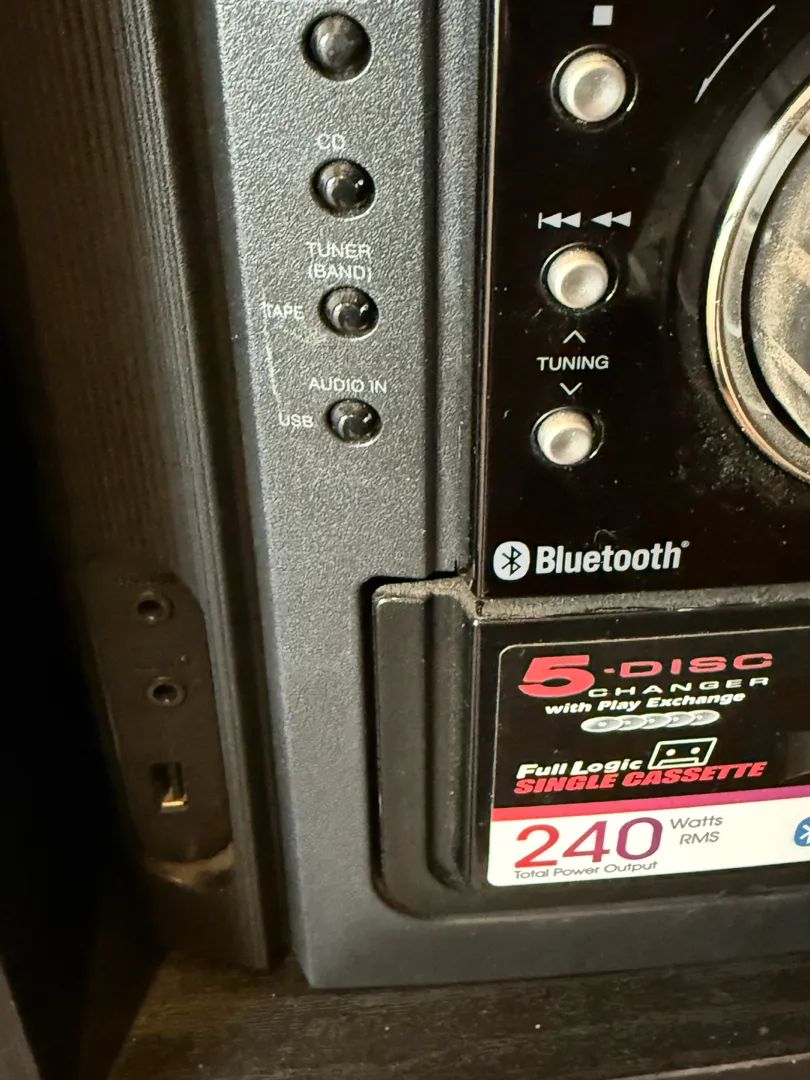 CD
TUNER
(BAND)
TAPE
AUDIO IN
USB
TUNING
Bluetooth®
5-DISC
CHANGER
with Play Exchange
Full Logic
SINGLE CASSETTE
240 Watts
RMS
Total Power Output